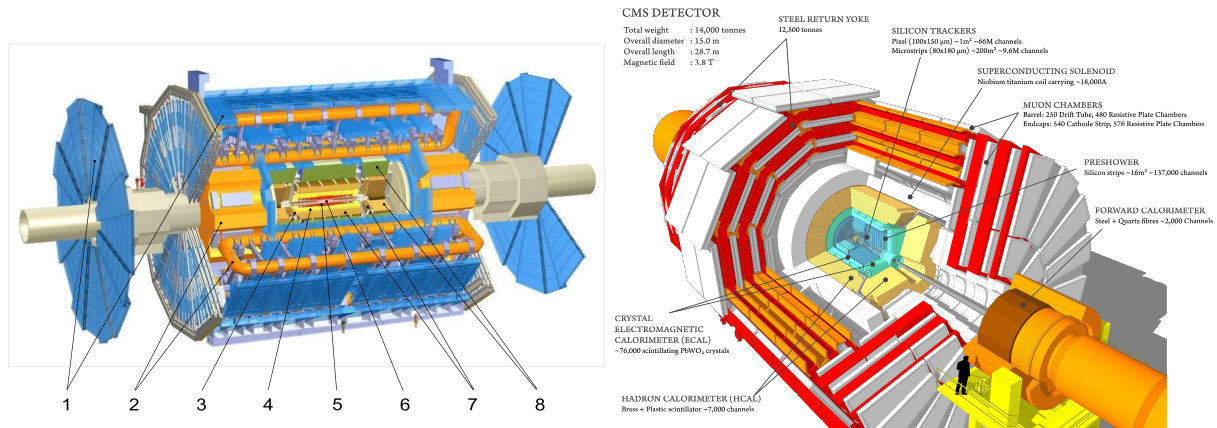 1 2 3 4 5 6 7 8
CMS DETECTOR
Total weight : 14,000 tonnes
Overall diameter : 15.0 m
Overall length : 28.7 m
Magnetic field : 3.8 T
STEEL RETURN YOKE
12,500 tonnes
SILICON TRACKERS
Pixel (100x150 μm) ~1m² ~66M channels
Microstrips (80x180 μm) ~200m² ~9.6M channels
SUPERCONDUCTING SOLENOID
Niobium titanium coil carrying ~18,000A
MUON CHAMBERS
Barrel: 250 Drift Tube, 480 Resistive Plate Chambers
Endcaps: 540 Cathode Strip, 576 Resistive Plate Chambers
PRESHOWER
Silicon strips ~16m² ~137,000 channels
FORWARD CALORIMETER
Steel + Quartz fibres ~2,000 Channels
CRYSTAL
ELECTROMAGNETIC
CALORIMETER (ECAL)
~76,000 scintillating PbWO₄ crystals
HADRON CALORIMETER (HCAL)
Brass + Plastic scintillator ~7,000 channels